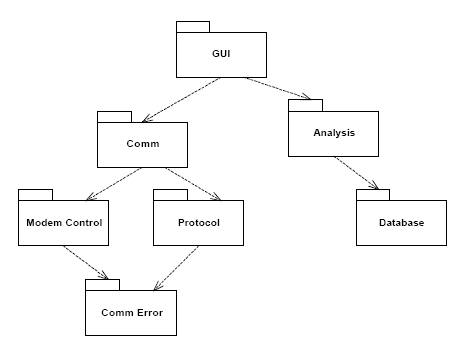 GUI
Analysis
Comm
Modem Control
Protocol
Database
Comm Error